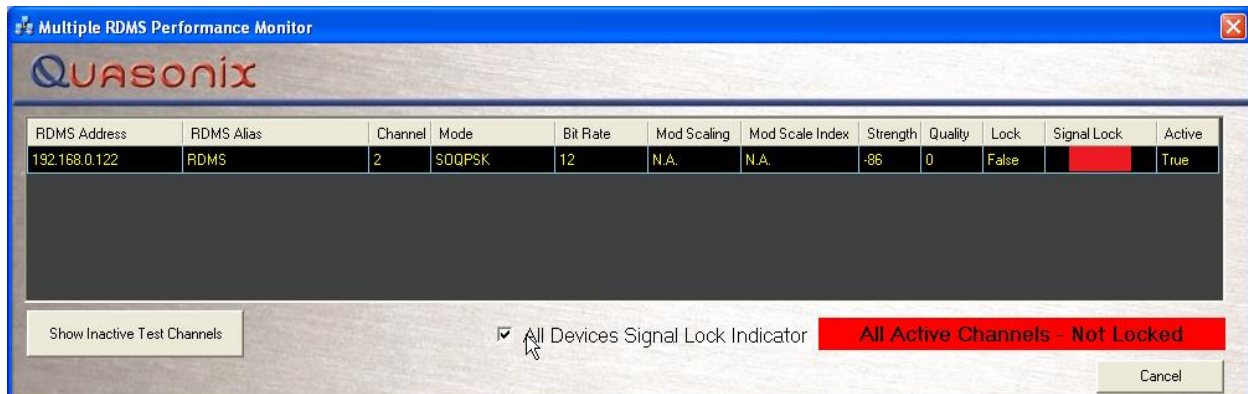 Multiple RDMS Performance Monitor
QUASONIX
RDMS Address RDMS Alias Channel Mode Bit Rate Mod Scaling Mod Scale Index Strength Quality Lock Signal Lock Active
192.168.0.122 RDMS 2 SOQPSK 12 N.A. N.A. -86 0 False True
Show Inactive Test Channels All Devices Signal Lock Indicator All Active Channels - Not Locked
Cancel